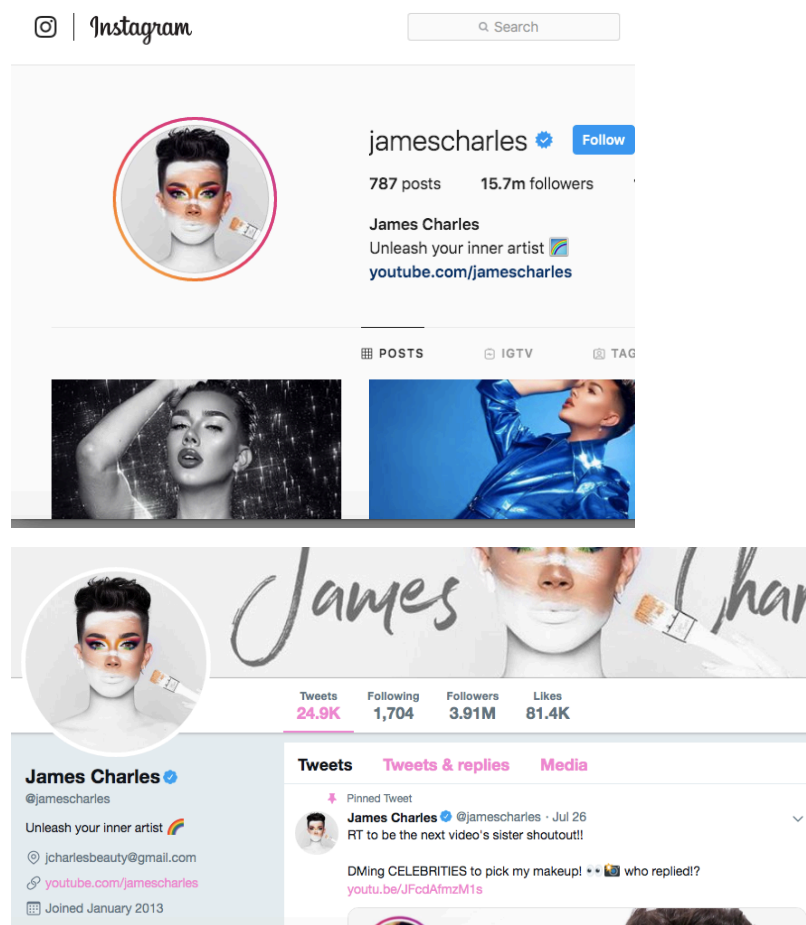 Instagram
Search
jamescharles
Follow
787 posts 15.7m followers
James Charles
Unleash your inner artist
youtube.com/jamescharles
POSTS IGTV TAG
James Char
Tweets Following Followers Likes
24.9K 1,704 3.91M 81.4K
James Charles
@jamescharles
Unleash your inner artist 🌈
jcharlesbeauty@gmail.com
youtube.com/jamescharles
Joined January 2013
Tweets Tweets & replies Media
Pinned Tweet
James Charles @jamescharles · Jul 26
RT to be the next video's sister shoutout!!
DMing CELEBRITIES to pick my makeup! 👀 📸 who replied!?
youtu.be/JFcdAfmzM1s